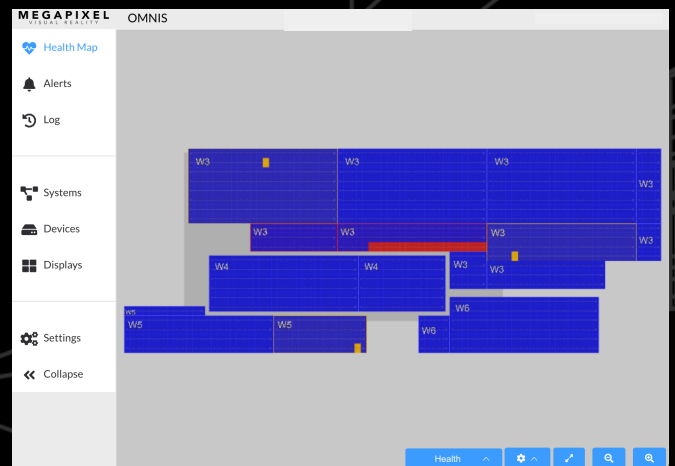 MEGAPIXEL
VISUAL REALITY
OMNIS
Health Map
Alerts
Log
Systems
Devices
Displays
Settings
Collapse
W3
W3
W3
W3
W3
W3
W3
W3
W3
W3
W4
W4
W5
W5
W5
W6
W6
Health